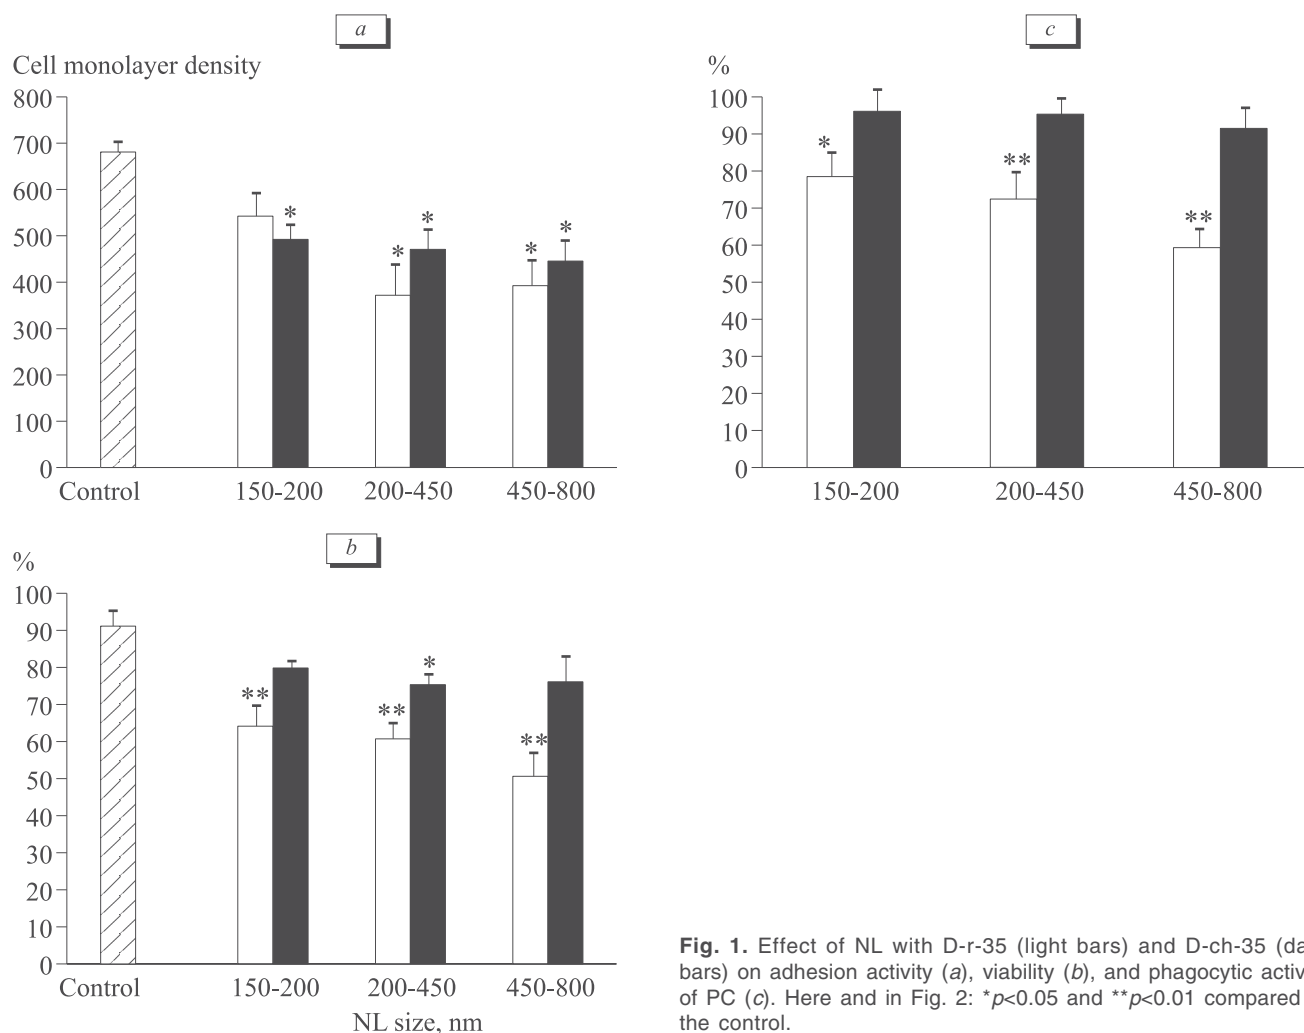 a
Cell monolayer density
800
700
600
500
400
300
200
100
0
* * * * *
Control 150-200 200-450 450-800
c
%
100
90
80
70
60
50
40
30
20
10
0
* ** **
150-200 200-450 450-800
b
%
100
90
80
70
60
50
40
30
20
10
0
** ** * **
Control 150-200 200-450 450-800
NL size, nm
Fig. 1. Effect of NL with D-r-35 (light bars) and D-ch-35 (da
bars) on adhesion activity (a), viability (b), and phagocytic activ
of PC (c). Here and in Fig. 2: *p<0.05 and **p<0.01 compared
the control.